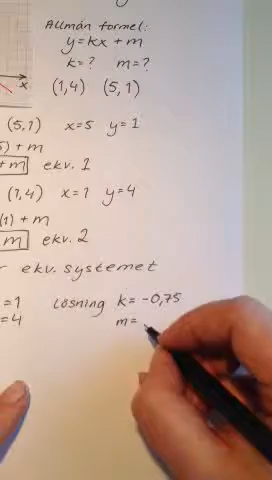 Allmän formel:
y=kx+m
k=? m=?
x (1,4) (5,1)
(5,1) x=5 y=1
5) + m
+m ekv. 1
(1,4) x=1 y=4
(1) + m
m ekv. 2
r ekv. systemet
=1 Lösning k= -0,75
=4 m=